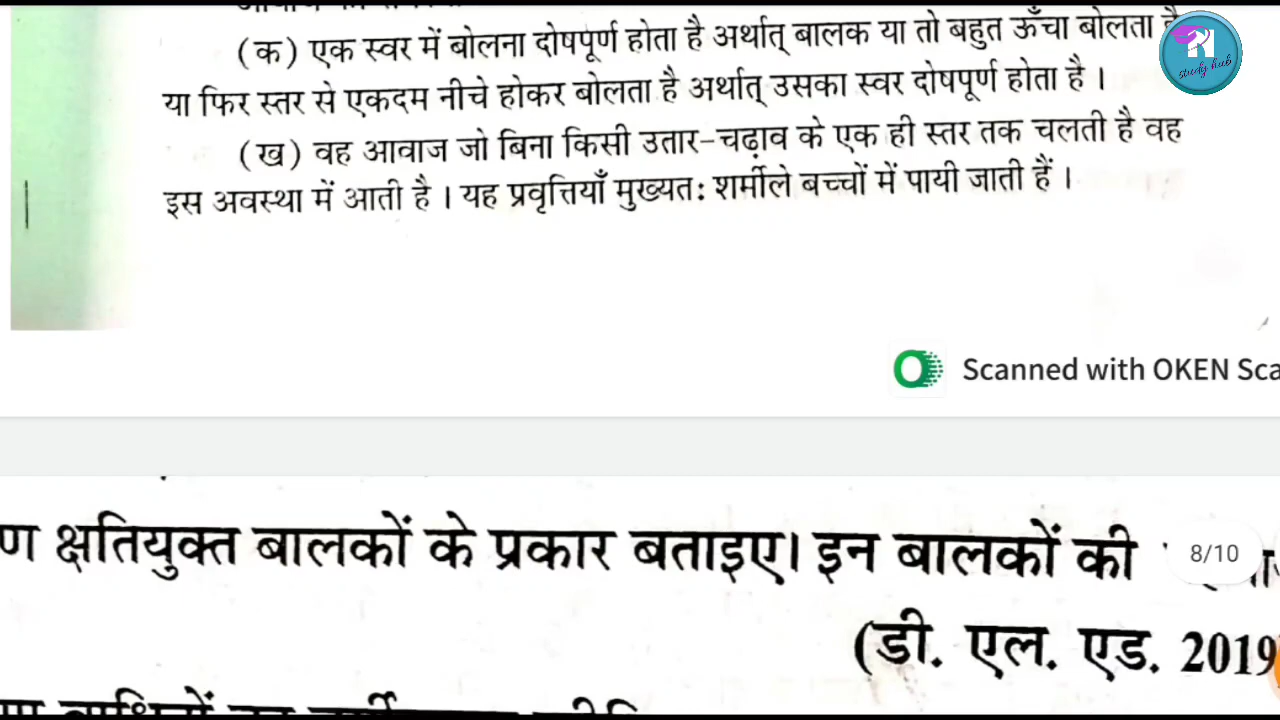 (क) एक स्वर में बोलना दोषपूर्ण होता है अर्थात् बालक या तो बहुत ऊँचा बोलता है
study hub
या फिर स्तर से एकदम नीचे होकर बोलता है अर्थात् उसका स्वर दोषपूर्ण होता है ।
(ख) वह आवाज जो बिना किसी उतार-चढ़ाव के एक ही स्तर तक चलती है वह
इस अवस्था में आती है । यह प्रवृत्तियाँ मुख्यतः शर्मीले बच्चों में पायी जाती हैं ।
Scanned with OKEN Sca
ण क्षतियुक्त बालकों के प्रकार बताइए। इन बालकों की
8/10
(डी. एल. एड. 2019